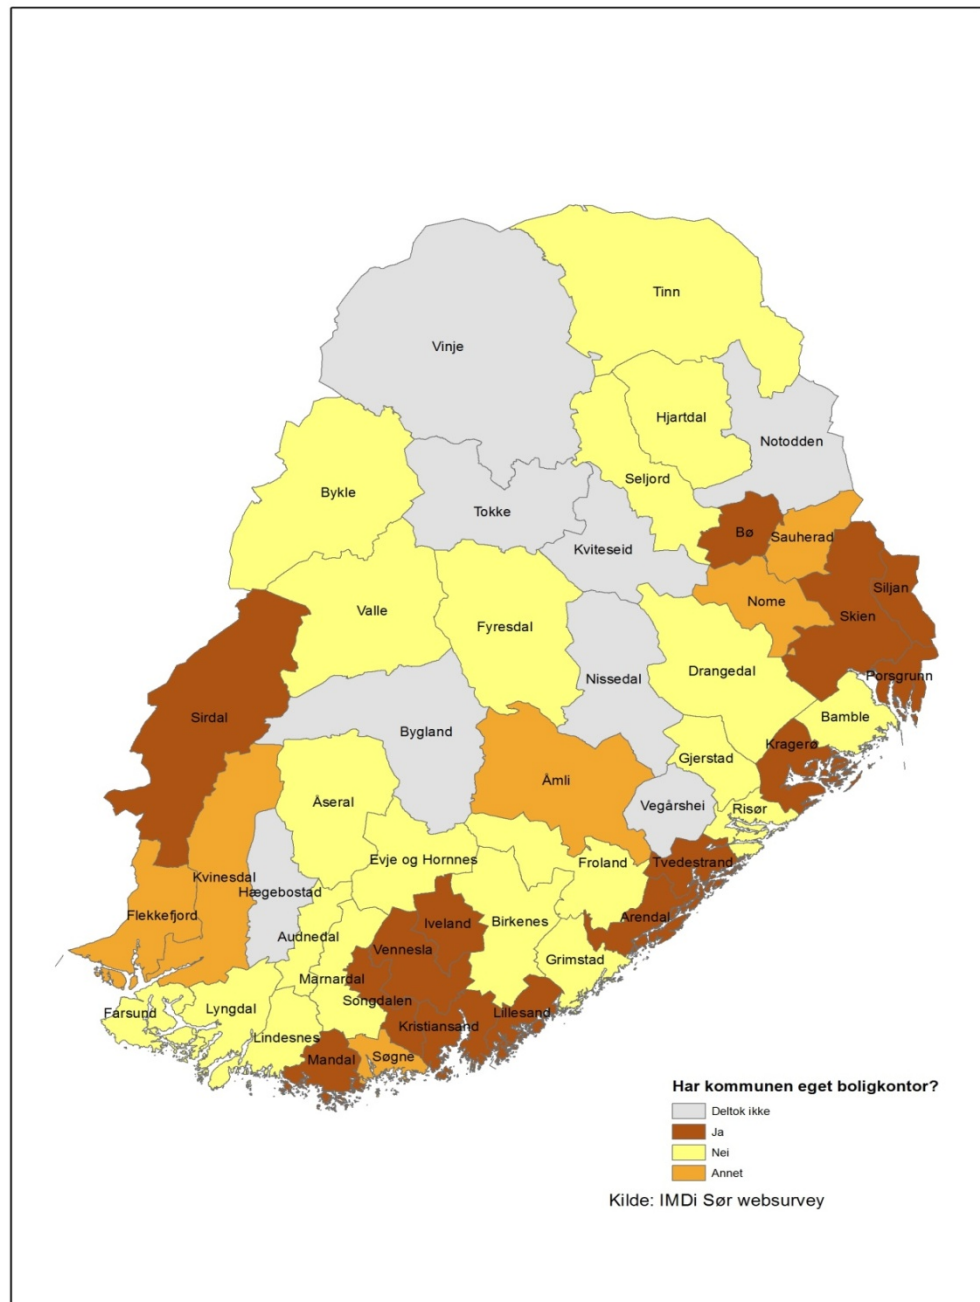 Tinn
Vinje
Hjartdal
Notodden
Seljord
Bykle
Tokke
Bø
Sauherad
Kviteseid
Siljan
Nome
Valle
Skien
Fyresdal
Drangedal
Porsgrunn
Nissedal
Sirdal
Bamble
Bygland
Kragerø
Gjerstad
Åmli
Åseral
Vegårshei
Risør
Evje og Hornnes
Froland
Tvedestrand
Kvinesdal
Hægebostad
Flekkefjord
Iveland
Birkenes
Arendal
Audnedal
Vennesla
Grimstad
Marnardal
Songdalen
Farsund
Lyngdal
Lillesand
Kristiansand
Lindesnes
Mandal
Søgne
Har kommunen eget boligkontor?
Deltok ikke
Ja
Nei
Annet
Kilde: IMDi Sør websurvey